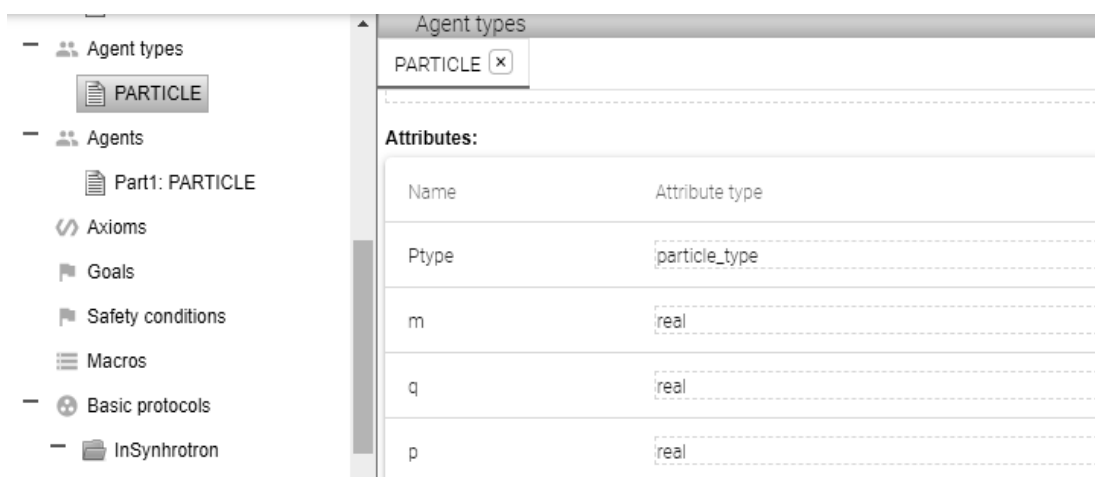 Agent types
PARTICLE
Agents
Part1: PARTICLE
Axioms
Goals
Safety conditions
Macros
Basic protocols
InSynhrotron
Agent types
PARTICLE
Attributes:
Name Attribute type
Ptype particle_type
m real
q real
p real